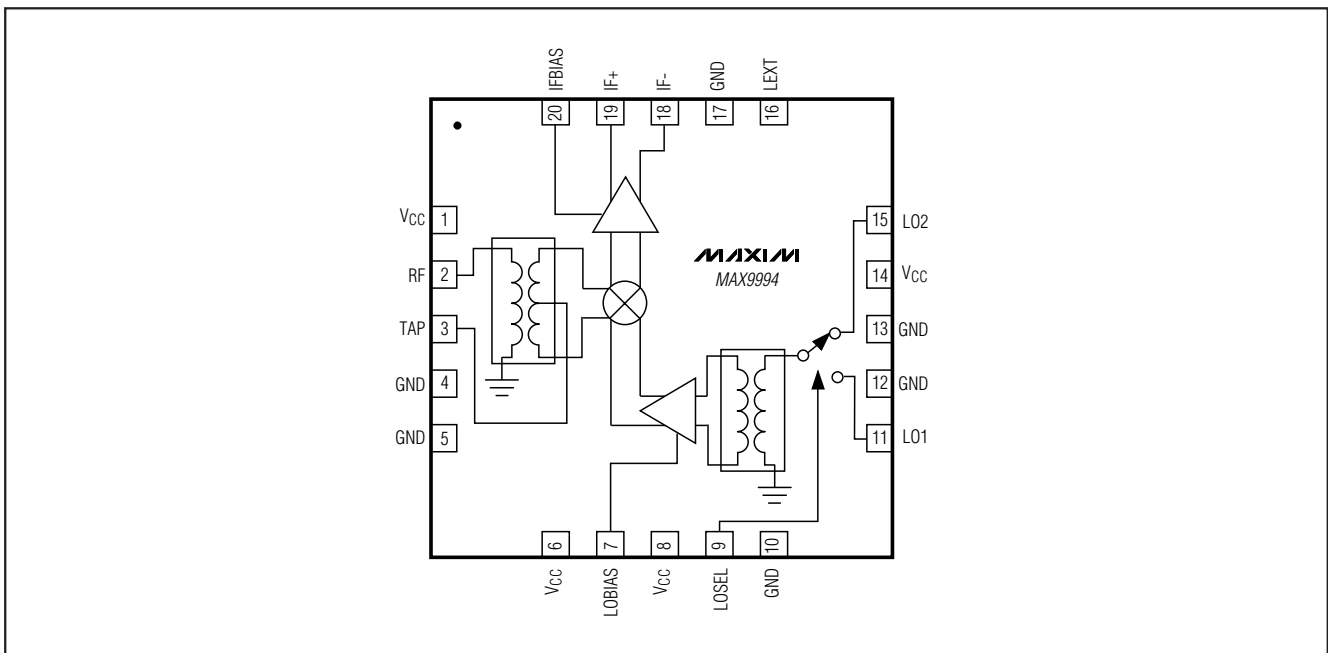 IFBIAS
IF+
IF-
GND
LEXT
20
19
18
17
16
VCC 1
RF 2
TAP 3
GND 4
GND 5
MAXIM
MAX9994
15 LO2
14 VCC
13 GND
12 GND
11 LO1
6
7
8
9
10
VCC
LOBIAS
VCC
LOSEL
GND